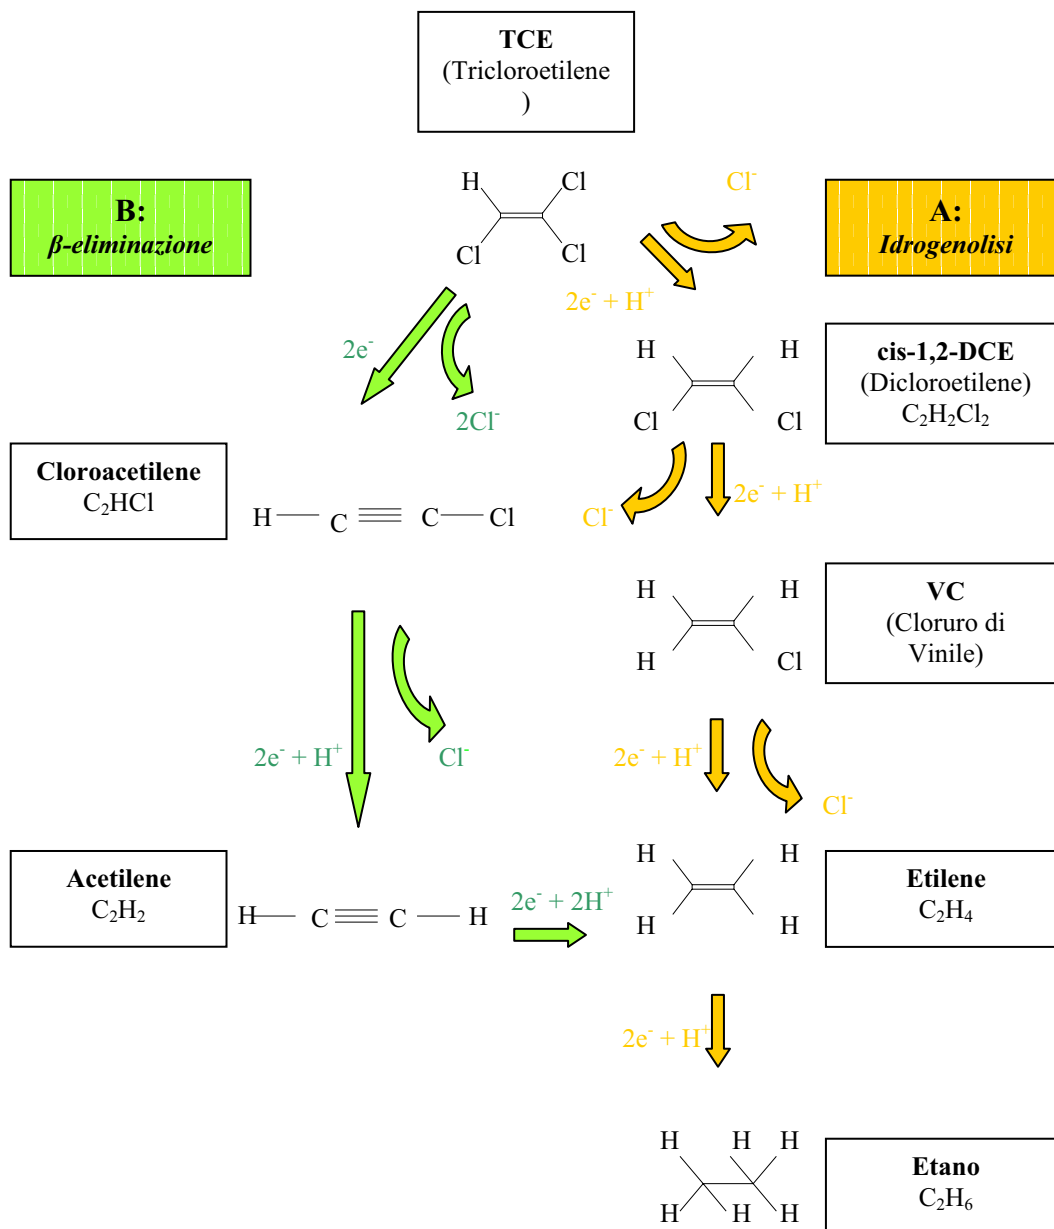 TCE
(Tricloroetilene
)
B:
β-eliminazione
H
Cl
Cl
Cl
Cl⁻
A:
Idrogenolisi
2e⁻ + H⁺
2e⁻
2Cl⁻
H
H
Cl
Cl
cis-1,2-DCE
(Dicloroetilene)
C₂H₂Cl₂
Cloroacetilene
C₂HCl
H C C Cl
Cl⁻
2e⁻ + H⁺
H
H
H
Cl
VC
(Cloruro di
Vinile)
2e⁻ + H⁺
Cl⁻
2e⁻ + H⁺
Cl⁻
Acetilene
C₂H₂
H C C H
2e⁻ + 2H⁺
H
H
H
H
Etilene
C₂H₄
2e⁻ + H⁺
H H H
H H H
Etano
C₂H₆